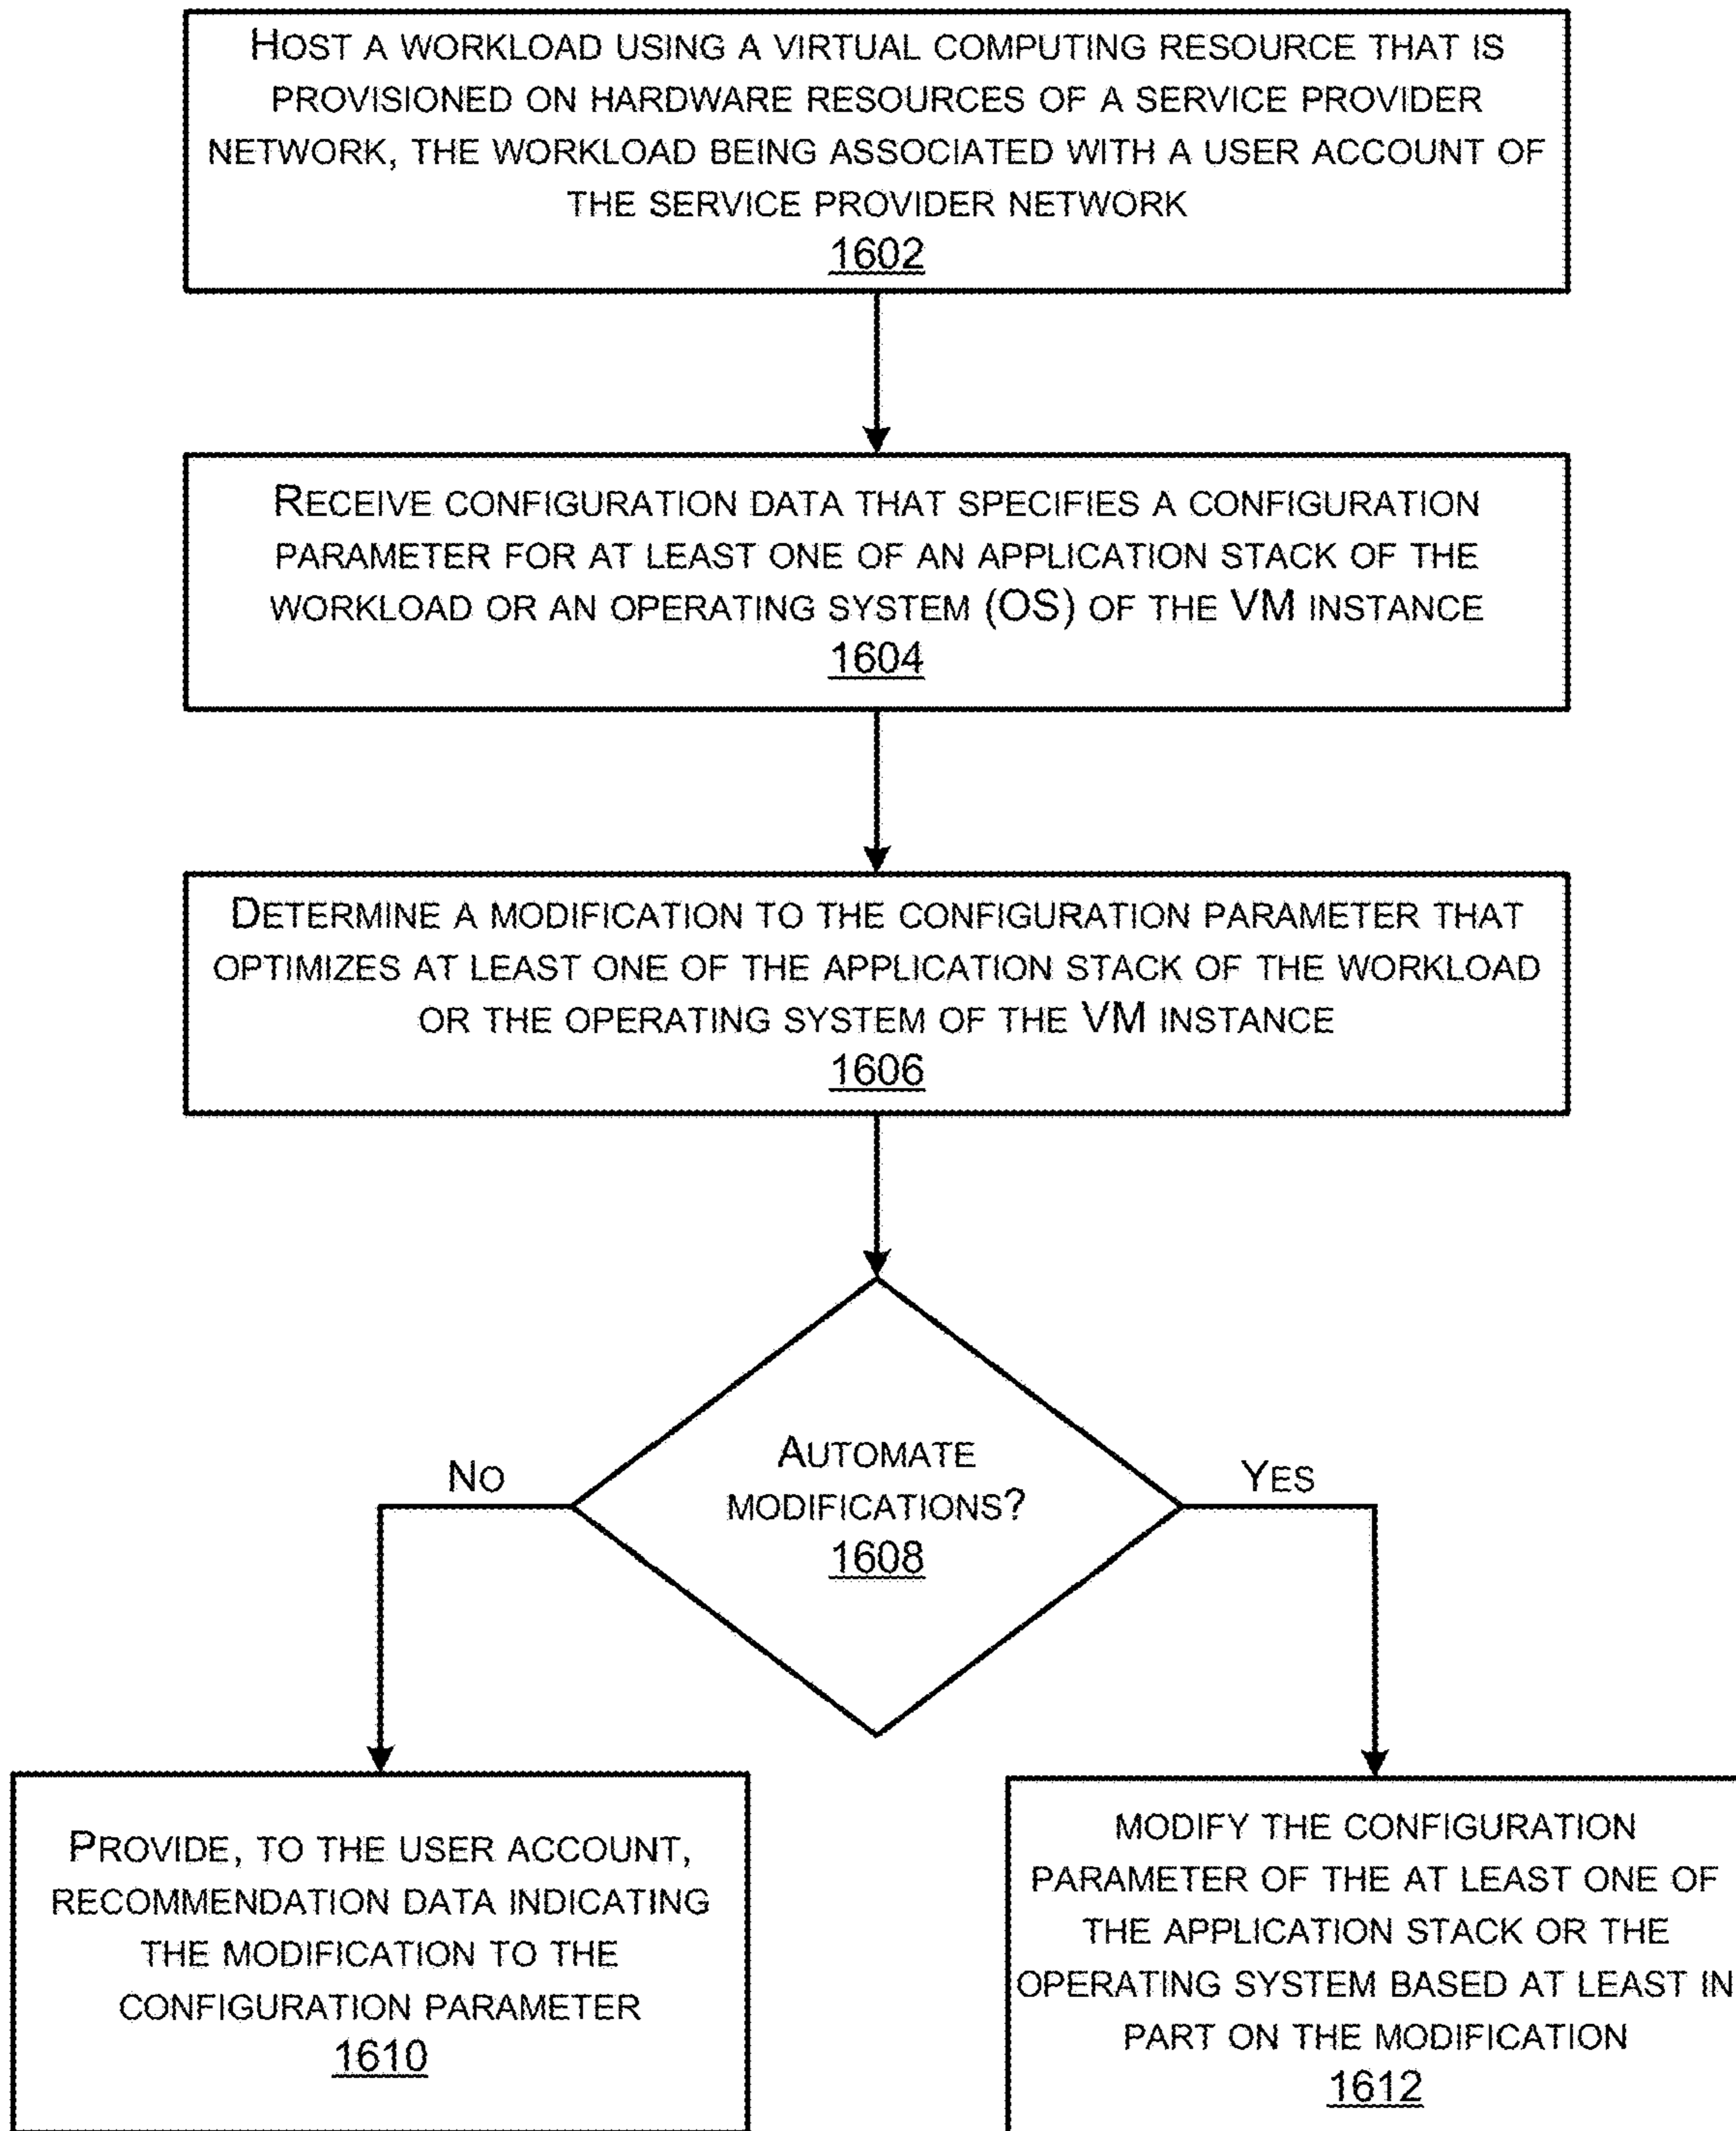 HOST A WORKLOAD USING A VIRTUAL COMPUTING RESOURCE THAT IS
PROVISIONED ON HARDWARE RESOURCES OF A SERVICE PROVIDER
NETWORK, THE WORKLOAD BEING ASSOCIATED WITH A USER ACCOUNT OF
THE SERVICE PROVIDER NETWORK
1602
RECEIVE CONFIGURATION DATA THAT SPECIFIES A CONFIGURATION
PARAMETER FOR AT LEAST ONE OF AN APPLICATION STACK OF THE
WORKLOAD OR AN OPERATING SYSTEM (OS) OF THE VM INSTANCE
1604
DETERMINE A MODIFICATION TO THE CONFIGURATION PARAMETER THAT
OPTIMIZES AT LEAST ONE OF THE APPLICATION STACK OF THE WORKLOAD
OR THE OPERATING SYSTEM OF THE VM INSTANCE
1606
AUTOMATE
MODIFICATIONS?
1608
NO
YES
PROVIDE, TO THE USER ACCOUNT,
RECOMMENDATION DATA INDICATING
THE MODIFICATION TO THE
CONFIGURATION PARAMETER
1610
MODIFY THE CONFIGURATION
PARAMETER OF THE AT LEAST ONE OF
THE APPLICATION STACK OR THE
OPERATING SYSTEM BASED AT LEAST IN
PART ON THE MODIFICATION
1612